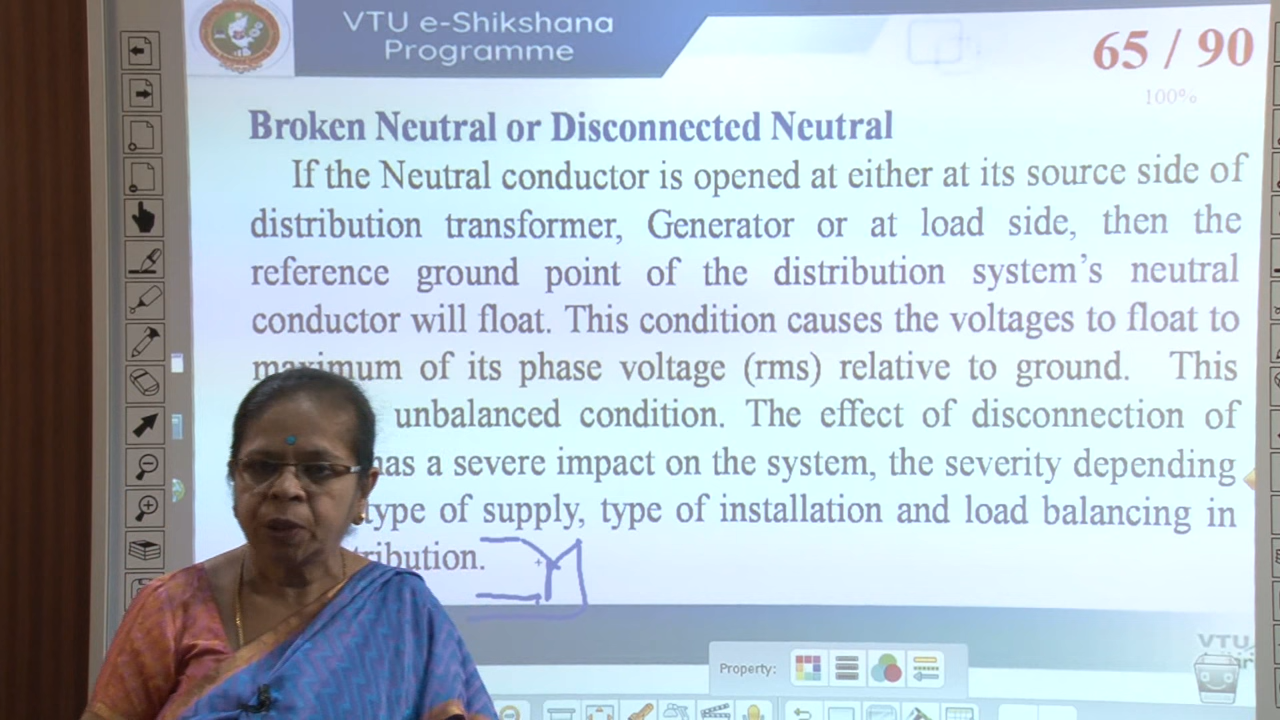 VTU e-Shikshana
Programme
65 / 90
100%
Broken Neutral or Disconnected Neutral
If the Neutral conductor is opened at either at its source side of
distribution transformer, Generator or at load side, then the
reference ground point of the distribution system's neutral
conductor will float. This condition causes the voltages to float to
maximum of its phase voltage (rms) relative to ground. This
unbalanced condition. The effect of disconnection of
has a severe impact on the system, the severity depending
type of supply, type of installation and load balancing in
Property:
VTU